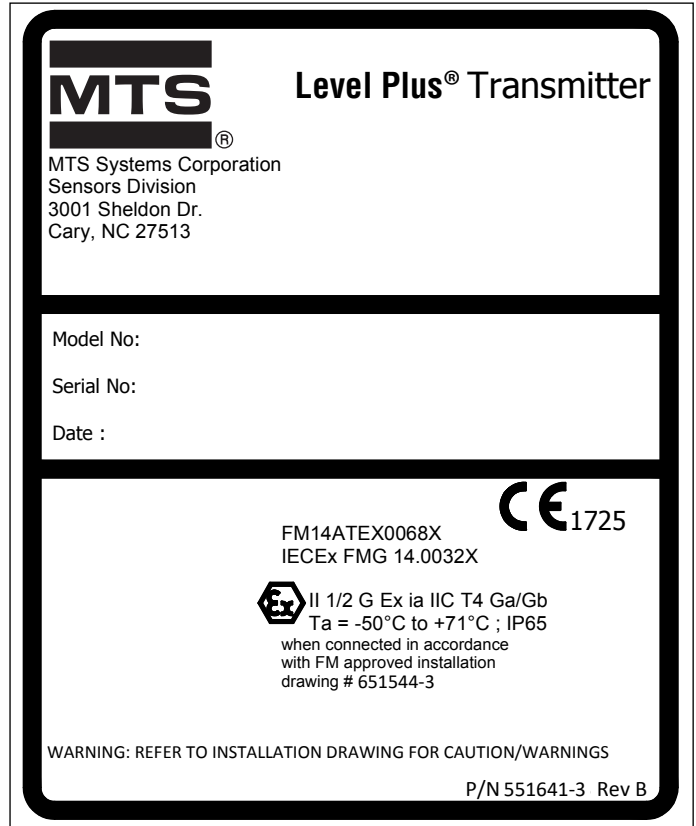 MTS
®
Level Plus® Transmitter
MTS Systems Corporation
Sensors Division
3001 Sheldon Dr.
Cary, NC 27513
Model No:
Serial No:
Date :
CE 1725
FM14ATEX0068X
IECEx FMG 14.0032X
Ex II 1/2 G Ex ia IIC T4 Ga/Gb
Ta = -50°C to +71°C ; IP65
when connected in accordance
with FM approved installation
drawing # 651544-3
WARNING: REFER TO INSTALLATION DRAWING FOR CAUTION/WARNINGS
P/N 551641-3 Rev B